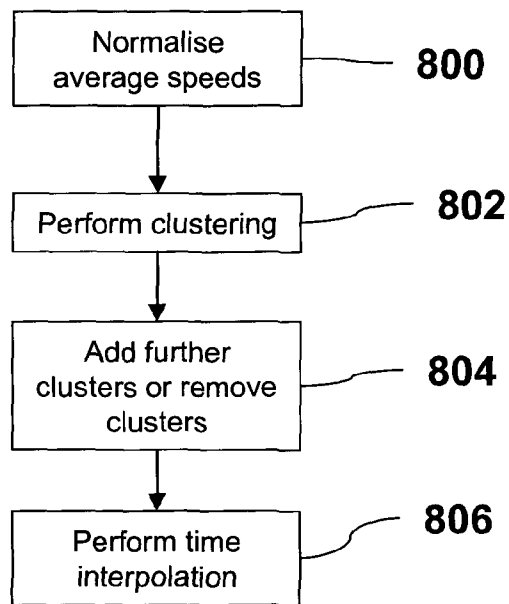 Normalise
average speeds
800
Perform clustering
802
Add further
clusters or remove
clusters
804
Perform time
interpolation
806